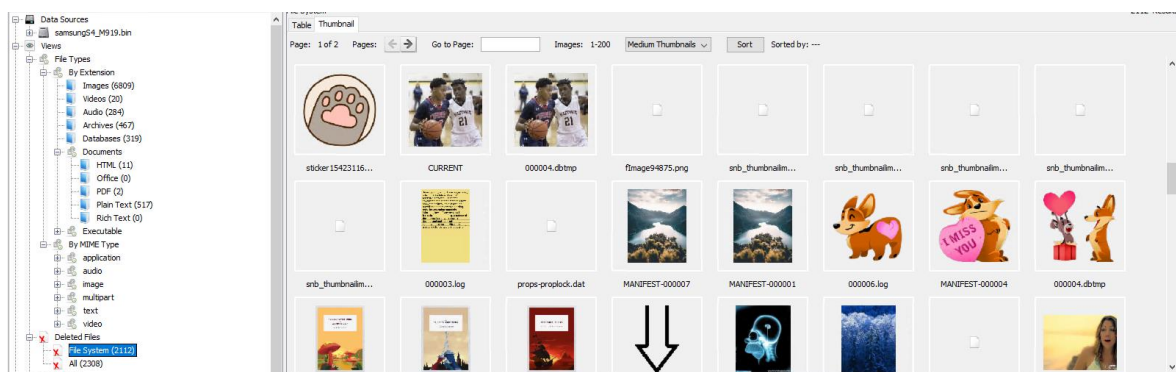 Data Sources
samsungS4_M919.bin
Views
File Types
By Extension
Images (6809)
Videos (20)
Audio (284)
Archives (467)
Databases (319)
Documents
HTML (11)
Office (0)
PDF (2)
Plain Text (517)
Rich Text (0)
Executable
By MIME Type
application
audio
image
multipart
text
video
Deleted Files
File System (2112)
All (2308)
Table Thumbnail
Page: 1 of 2 Pages: Go to Page: Images: 1-200 Medium Thumbnails Sort Sorted by: ---
sticker15423116... CURRENT 000004.dbtmp fImage94875.png snb_thumbnailim... snb_thumbnailim... snb_thumbnailim... snb_thumbnailim...
21
I MISS
YOU
snb_thumbnailim... 000003.log props-proplock.dat MANIFEST-000007 MANIFEST-000001 000006.log MANIFEST-000004 000004.dbtmp